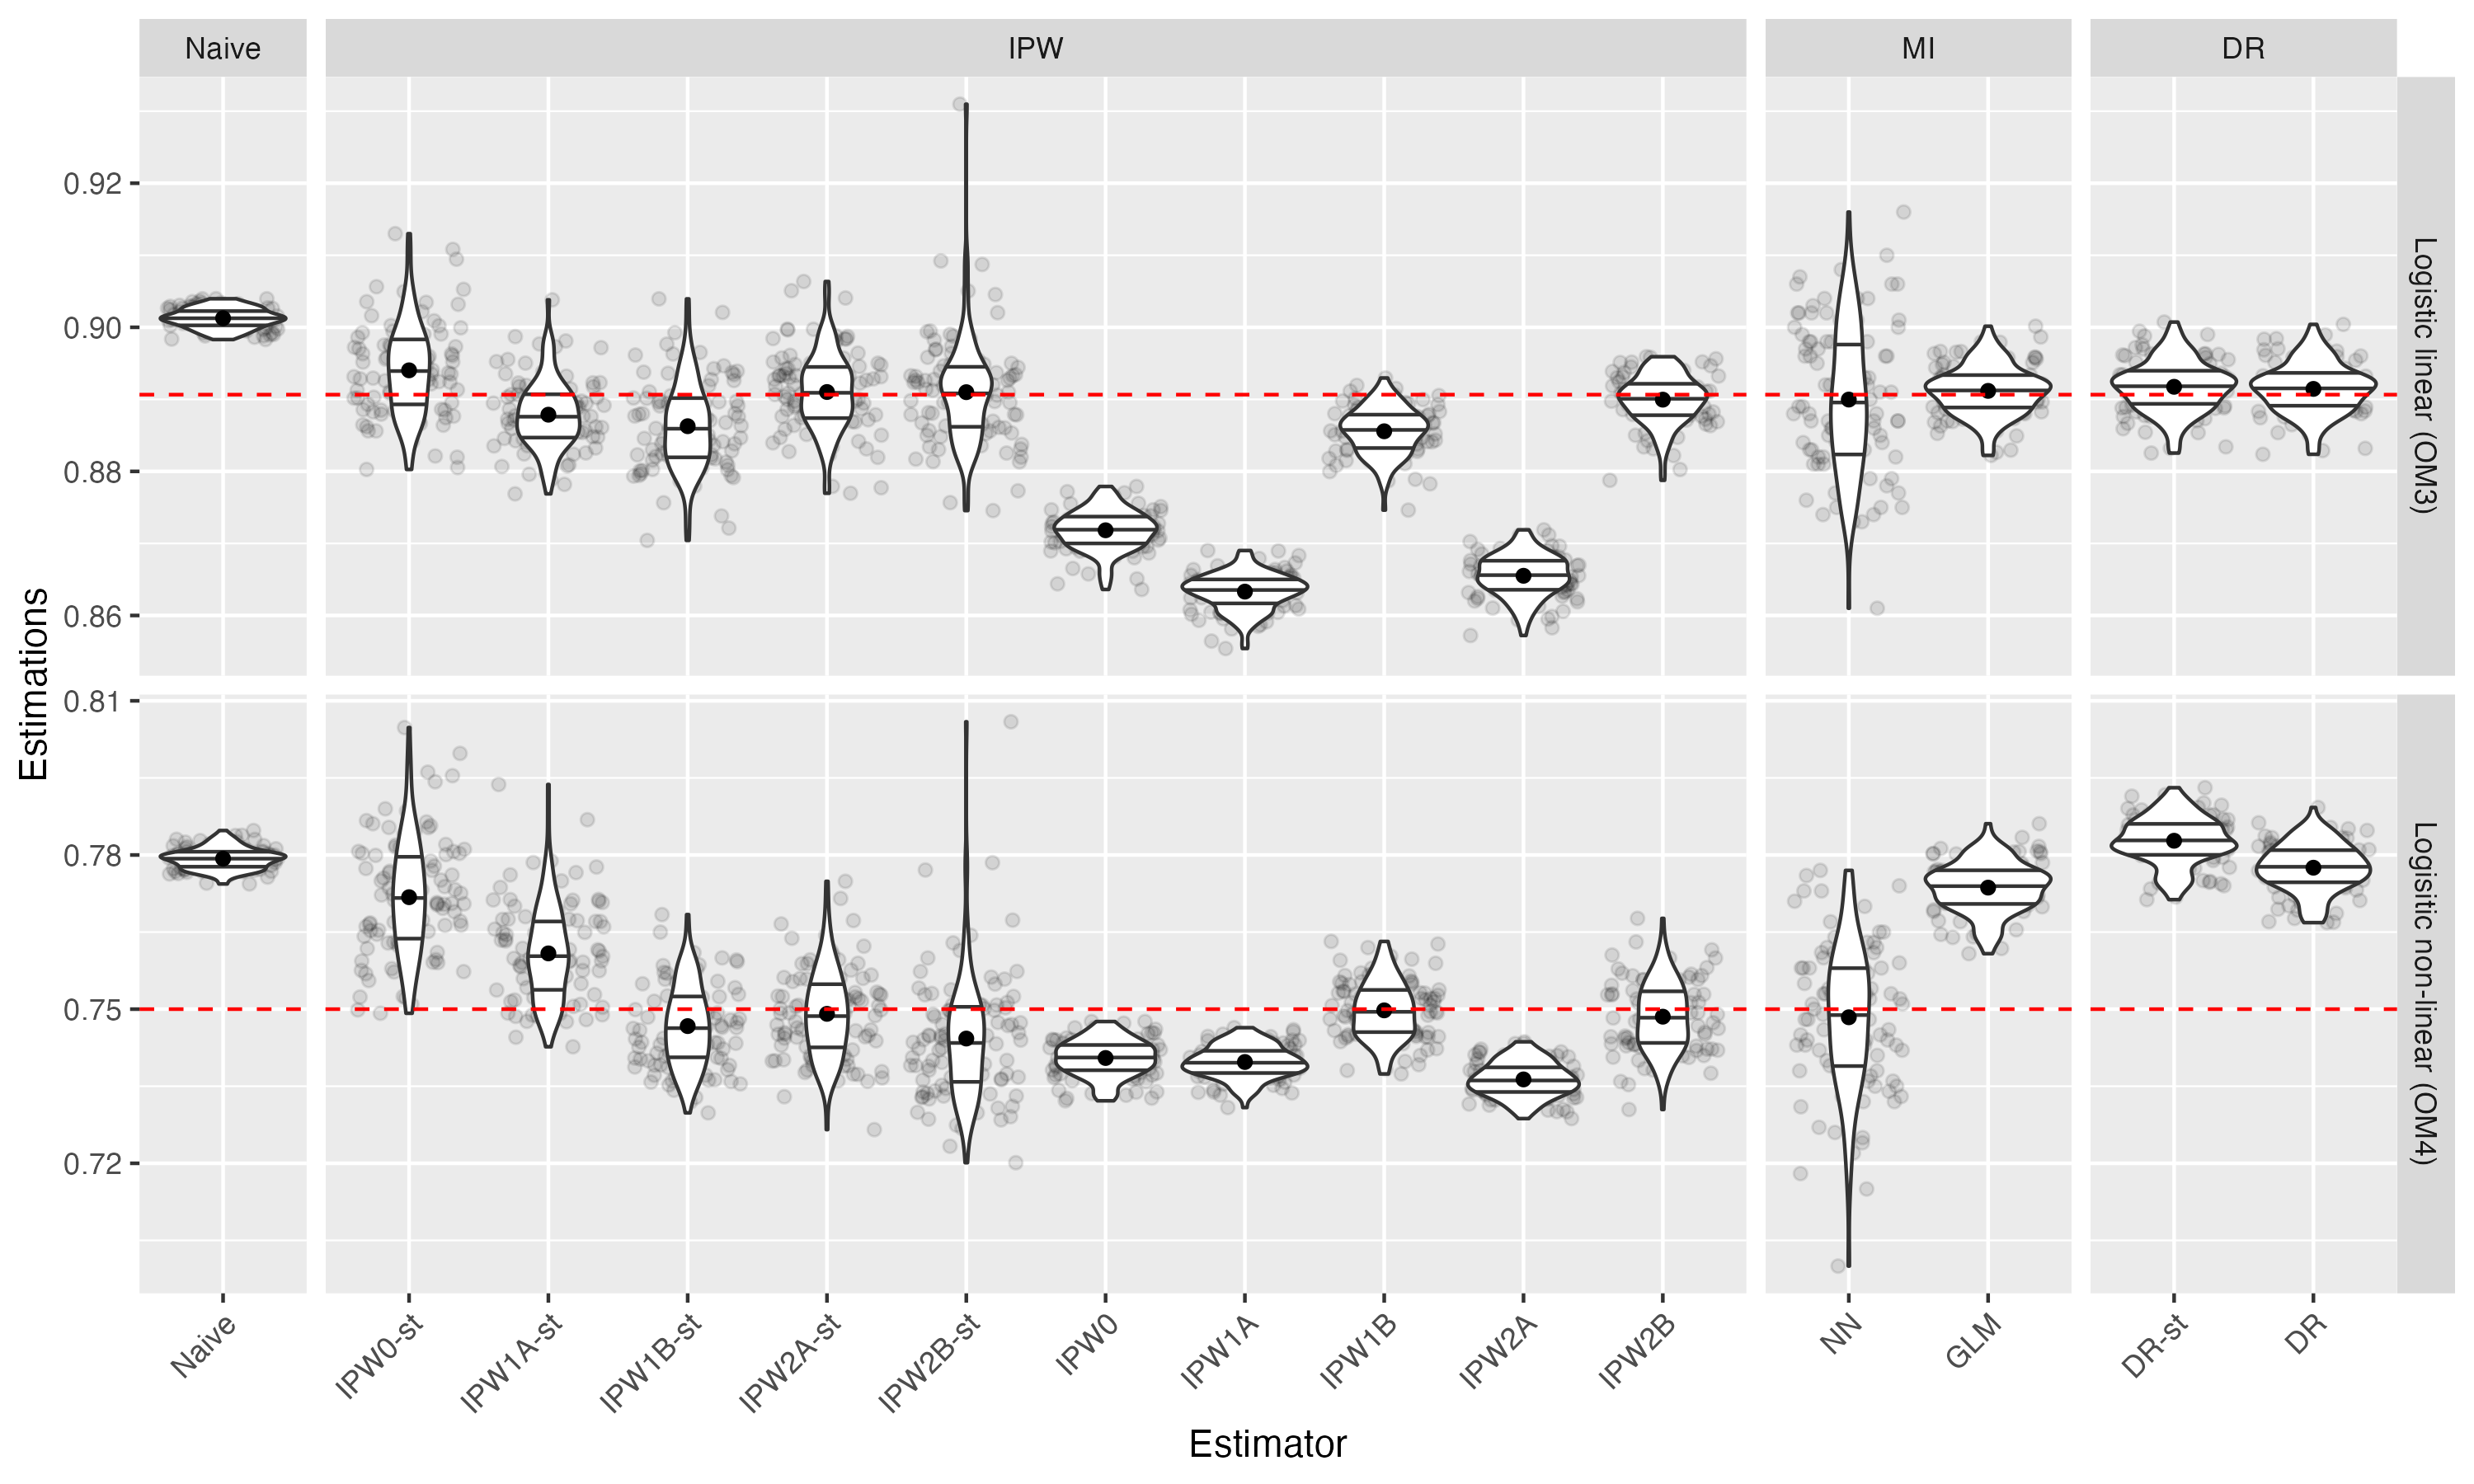 Naive
IPW
MI
DR
Logistic linear (OM3)
Logisitic non-linear (OM4)
Estimations
0.92
0.90
0.88
0.86
0.81
0.78
0.75
0.72
Naive
IPW0-st
IPW1A-st
IPW1B-st
IPW2A-st
IPW2B-st
IPW0
IPW1A
IPW1B
IPW2A
IPW2B
NN
GLM
DR-st
DR
Estimator